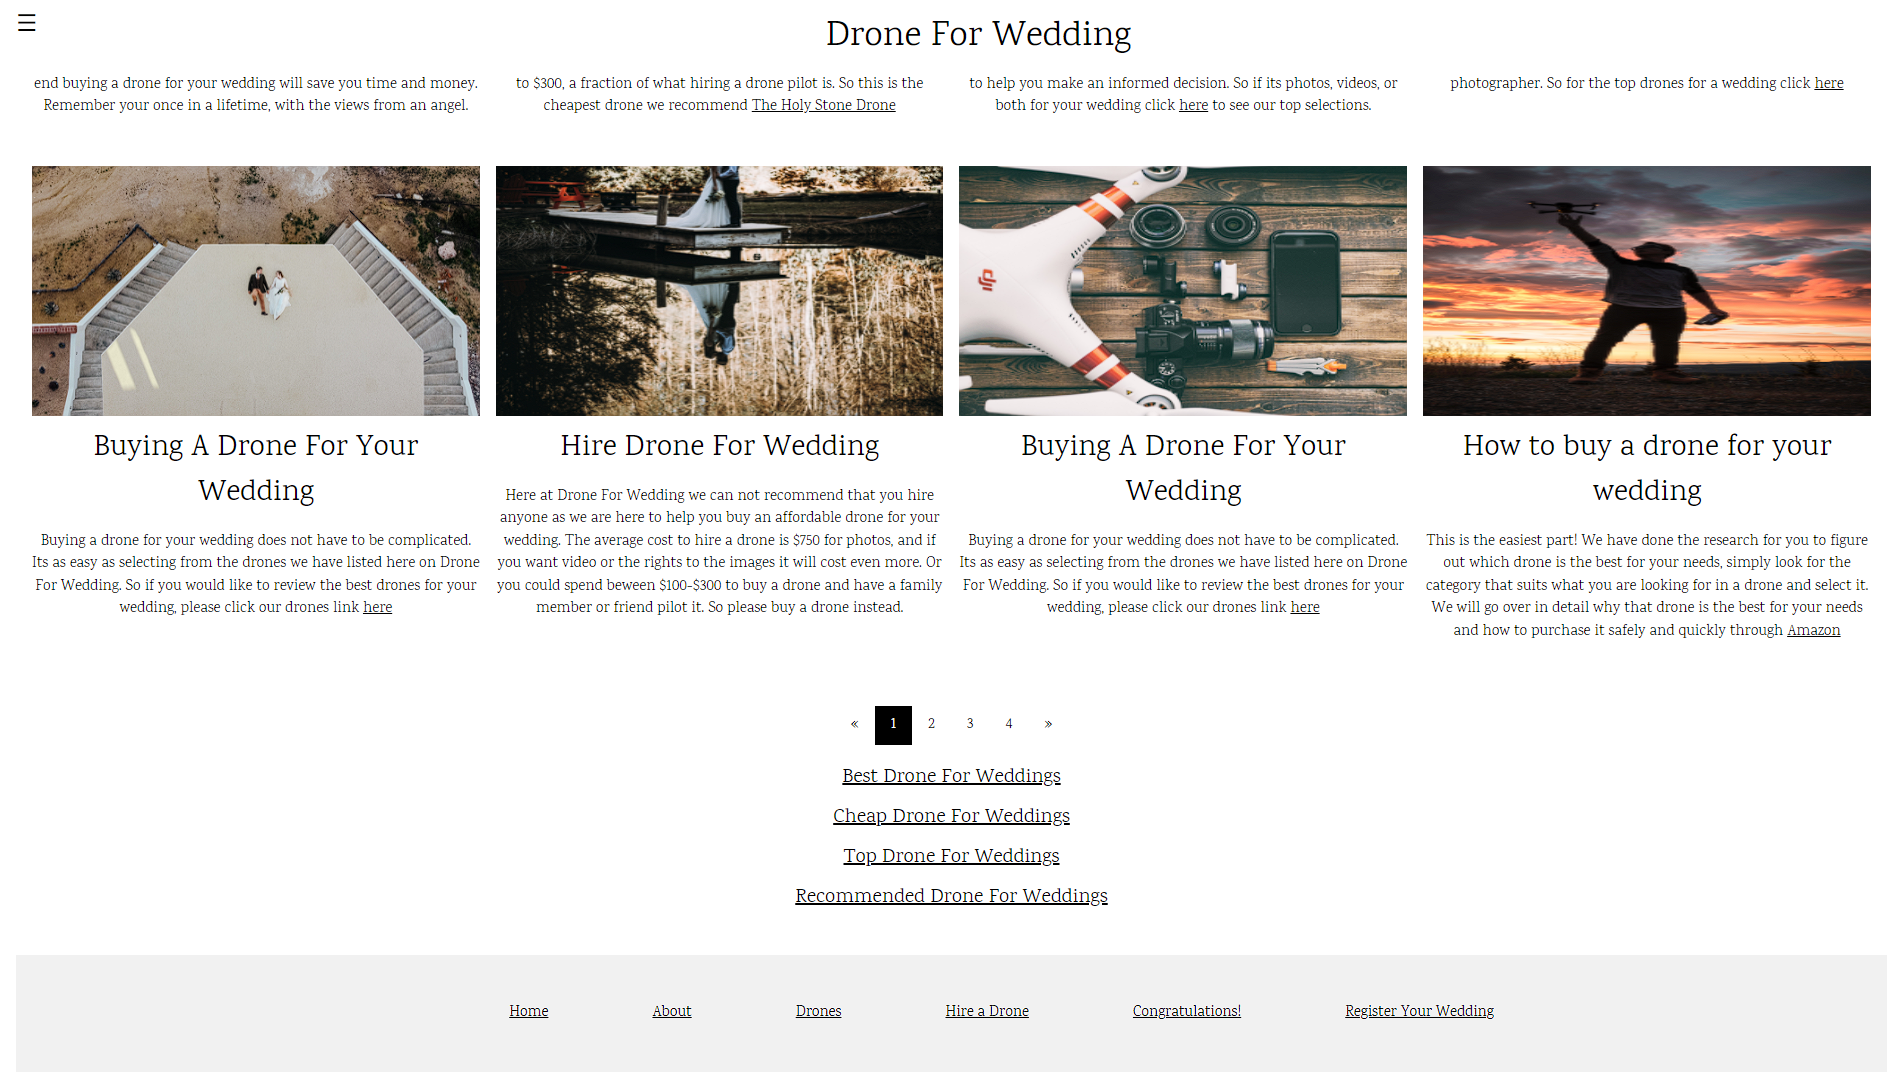 ☰
Drone For Wedding
end buying a drone for your wedding will save you time and money.
Remember your once in a lifetime, with the views from an angel.
to $300, a fraction of what hiring a drone pilot is. So this is the
cheapest drone we recommend The Holy Stone Drone
to help you make an informed decision. So if its photos, videos, or
both for your wedding click here to see our top selections.
photographer. So for the top drones for a wedding click here
dji
Buying A Drone For Your
Wedding
Buying a drone for your wedding does not have to be complicated.
Its as easy as selecting from the drones we have listed here on Drone
For Wedding. So if you would like to review the best drones for your
wedding, please click our drones link here
Hire Drone For Wedding
Here at Drone For Wedding we can not recommend that you hire
anyone as we are here to help you buy an affordable drone for your
wedding. The average cost to hire a drone is $750 for photos, and if
you want video or the rights to the images it will cost even more. Or
you could spend beween $100-$300 to buy a drone and have a family
member or friend pilot it. So please buy a drone instead.
Buying A Drone For Your
Wedding
Buying a drone for your wedding does not have to be complicated.
Its as easy as selecting from the drones we have listed here on Drone
For Wedding. So if you would like to review the best drones for your
wedding, please click our drones link here
How to buy a drone for your
wedding
This is the easiest part! We have done the research for you to figure
out which drone is the best for your needs, simply look for the
category that suits what you are looking for in a drone and select it.
We will go over in detail why that drone is the best for your needs
and how to purchase it safely and quickly through Amazon
« 1 2 3 4 »
Best Drone For Weddings
Cheap Drone For Weddings
Top Drone For Weddings
Recommended Drone For Weddings
Home About Drones Hire a Drone Congratulations! Register Your Wedding